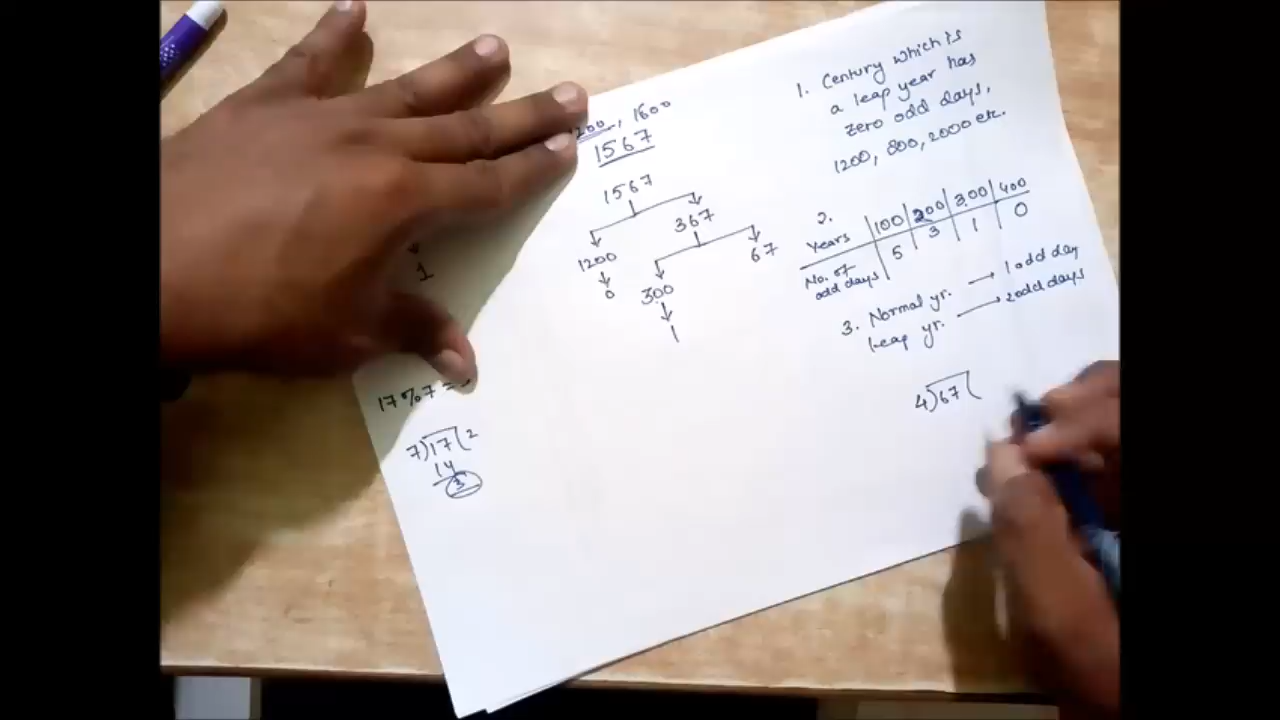 1200, 1600
1567
1567
1200 367
0 300 67
1
1
17%7 =
7)17(2
14
3
1. Century which is
a leap year has
zero odd days,
1200, 800, 2000 etc.
2.
Years 100 200 300 400
No. of
odd days 5 3 1 0
3. Normal yr. → 1 odd day
Leap yr. → 2 odd days
4)67(